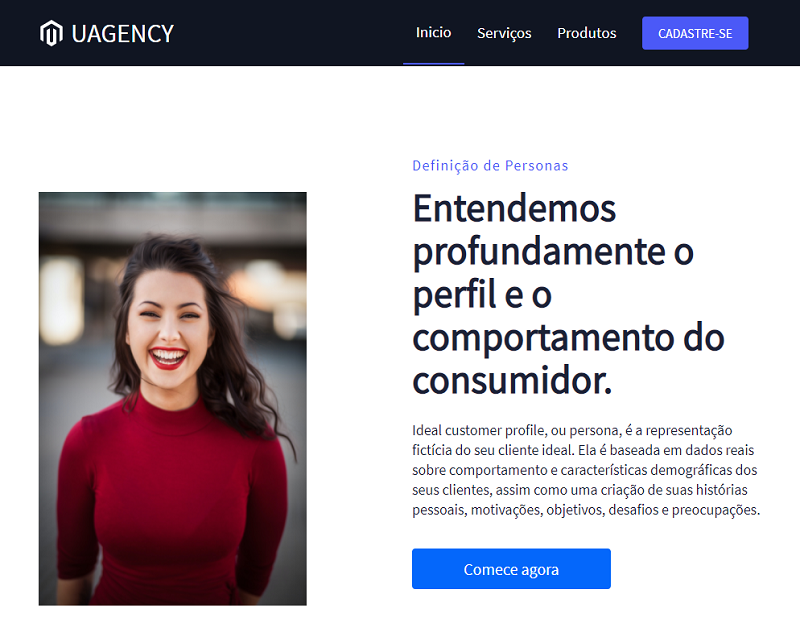 UAGENCY
Inicio Serviços Produtos CADASTRE-SE
Definição de Personas
Entendemos
profundamente o
perfil e o
comportamento do
consumidor.
Ideal customer profile, ou persona, é a representação
fictícia do seu cliente ideal. Ela é baseada em dados reais
sobre comportamento e características demográficas dos
seus clientes, assim como uma criação de suas histórias
pessoais, motivações, objetivos, desafios e preocupações.
Comece agora